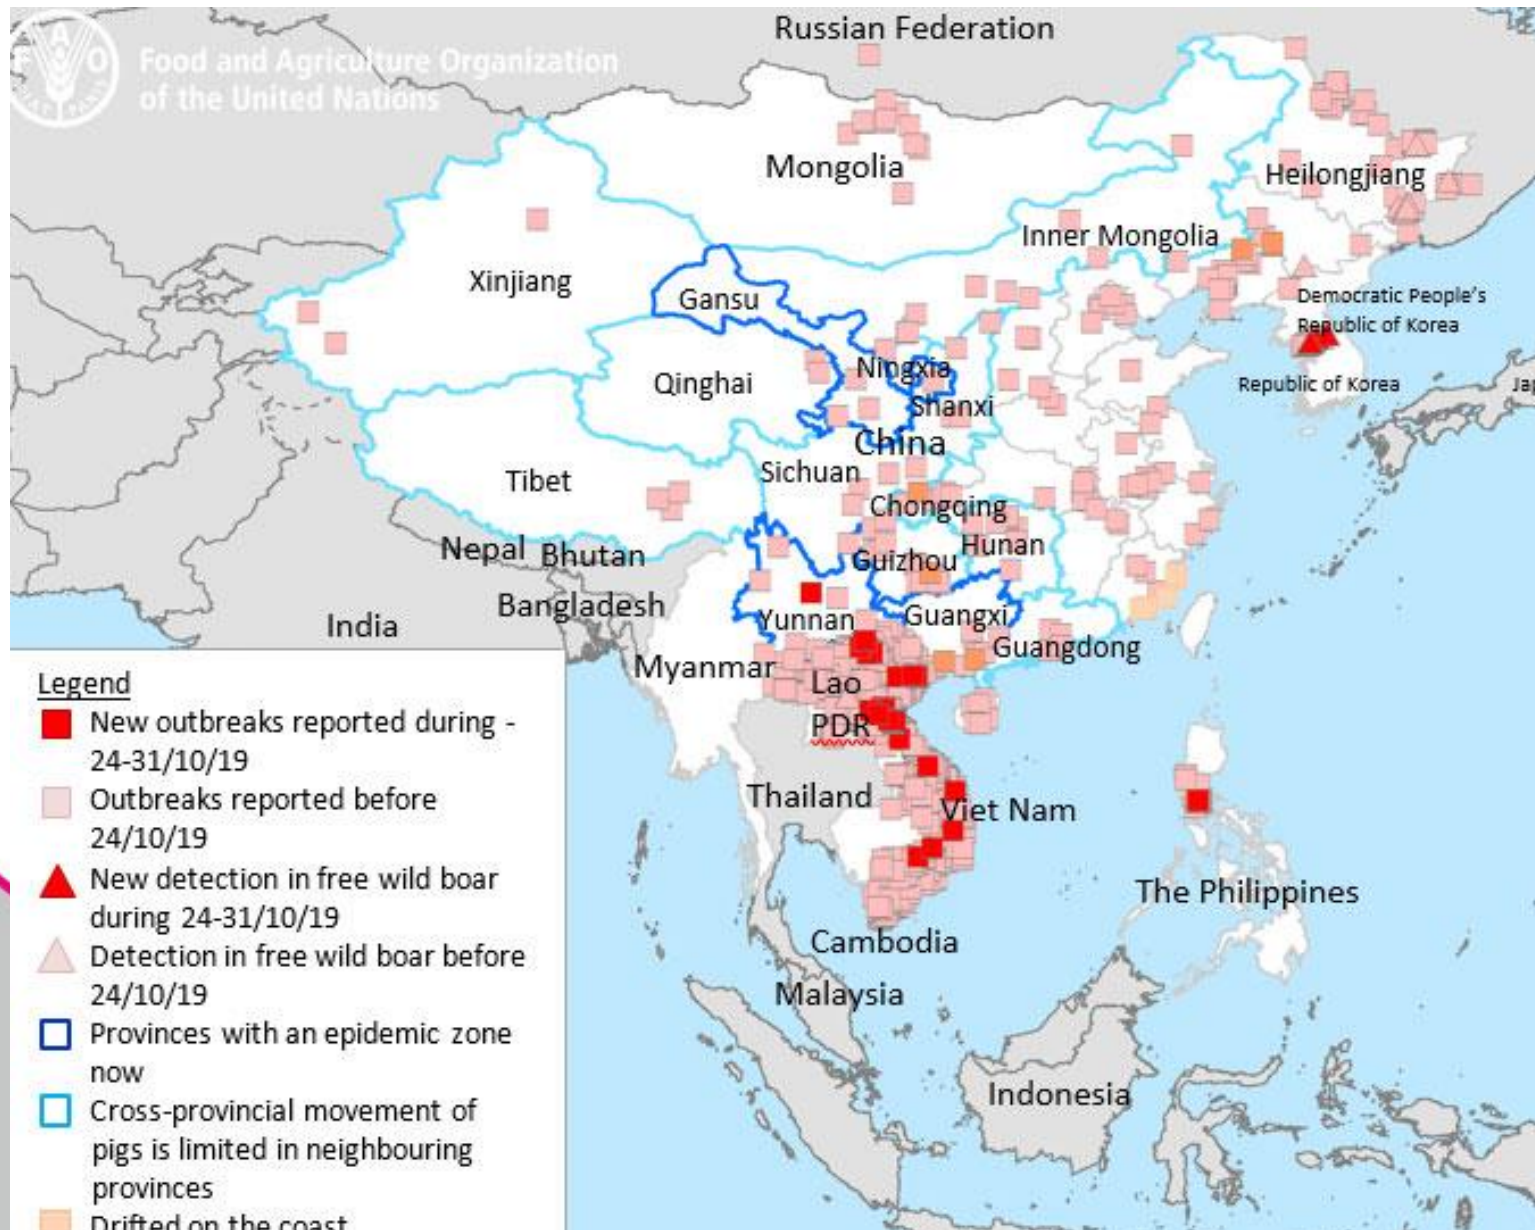 Russian Federation
FAO
Food and Agriculture Organization
of the United Nations
Mongolia
Heilongjiang
Inner Mongolia
Xinjiang
Gansu
Democratic People's
Republic of Korea
Ningxia
Qinghai
Republic of Korea
Jap
Shanxi
China
Sichuan
Tibet
Chongqing
Nepal
Bhutan
Hunan
Guizhou
Bangladesh
India
Yunnan
Guangxi
Guangdong
Myanmar
Lao
PDR
Thailand
Viet Nam
The Philippines
Cambodia
Malaysia
Indonesia
Legend
New outbreaks reported during -
24-31/10/19
Outbreaks reported before
24/10/19
New detection in free wild boar
during 24-31/10/19
Detection in free wild boar before
24/10/19
Provinces with an epidemic zone
now
Cross-provincial movement of
pigs is limited in neighbouring
provinces
Drifted on the coast